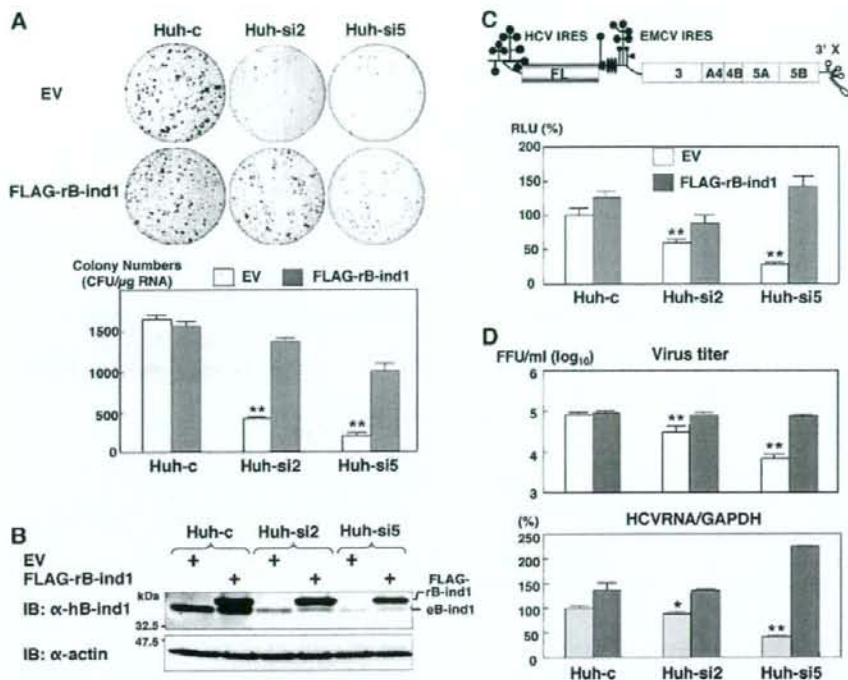 A
Huh-c Huh-si2 Huh-si5
EV
FLAG-rB-ind1
Colony Numbers
(CFU/µg RNA)
EV FLAG-rB-ind1
1500
1000
500
0
** **
Huh-c Huh-si2 Huh-si5
B
Huh-c Huh-si2 Huh-si5
EV + + +
FLAG-rB-ind1 + + +
kDa
FLAG-
rB-ind1
IB: α-hB-ind1
eB-ind1
32.5
47.5
IB: α-actin
C
HCV IRES EMCV IRES
3' X
FL 3 A4 4B 5A 5B
RLU (%)
200
150
100
50
0
EV
FLAG-rB-ind1
** **
Huh-c Huh-si2 Huh-si5
D
FFU/ml (log10) Virus titer
6
5
4
3
** **
(%) HCVRNA/GAPDH
250
200
150
100
50
0
* **
Huh-c Huh-si2 Huh-si5